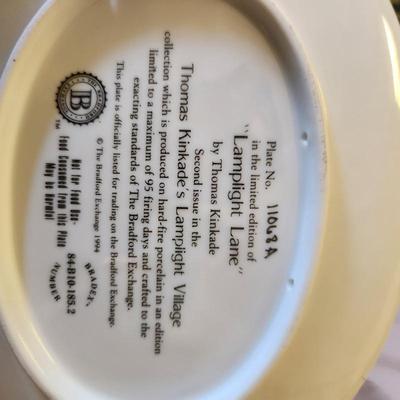 Plate No. 11068A
in the limited edition of
"Lamplight Lane"
by Thomas Kinkade
Second issue in the
Thomas Kinkade's Lamplight Village
collection which is produced on hard-fire porcelain in an edition
limited to a maximum of 95 firing days and crafted to the
exacting standards of The Bradford Exchange.
This plate is officially listed for trading on the Bradford Exchange.
© The Bradford Exchange 1994
B
TM
Not for Food Use-
Food Consumed From this Plate
May be Harmful
BRADEX
84-B10-185.2
NUMBER